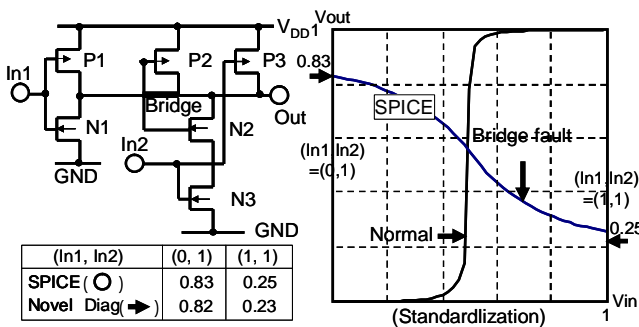 VDD
1
Vout
P1
P2
P3
0.83
In1
Bridge
Out
SPICE
N1
N2
In2
Bridge fault
(In1,In2)
=(0,1)
(In1,In2)
=(1,1)
GND
N3
GND
0.25
Normal
(In1, In2) (0, 1) (1, 1)
SPICE ( ) 0.83 0.25
Novel Diag( ) 0.82 0.23
Vin
(Standardlization) 1